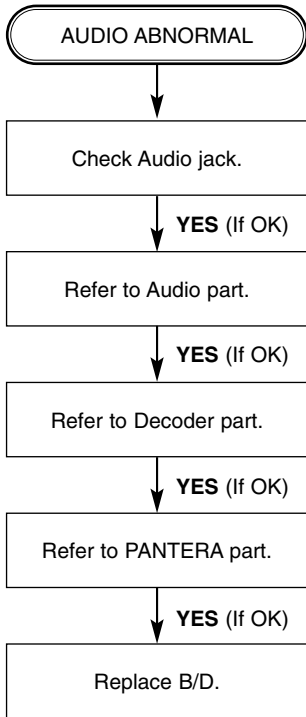 AUDIO ABNORMAL
Check Audio jack.
YES (If OK)
Refer to Audio part.
YES (If OK)
Refer to Decoder part.
YES (If OK)
Refer to PANTERA part.
YES (If OK)
Replace B/D.